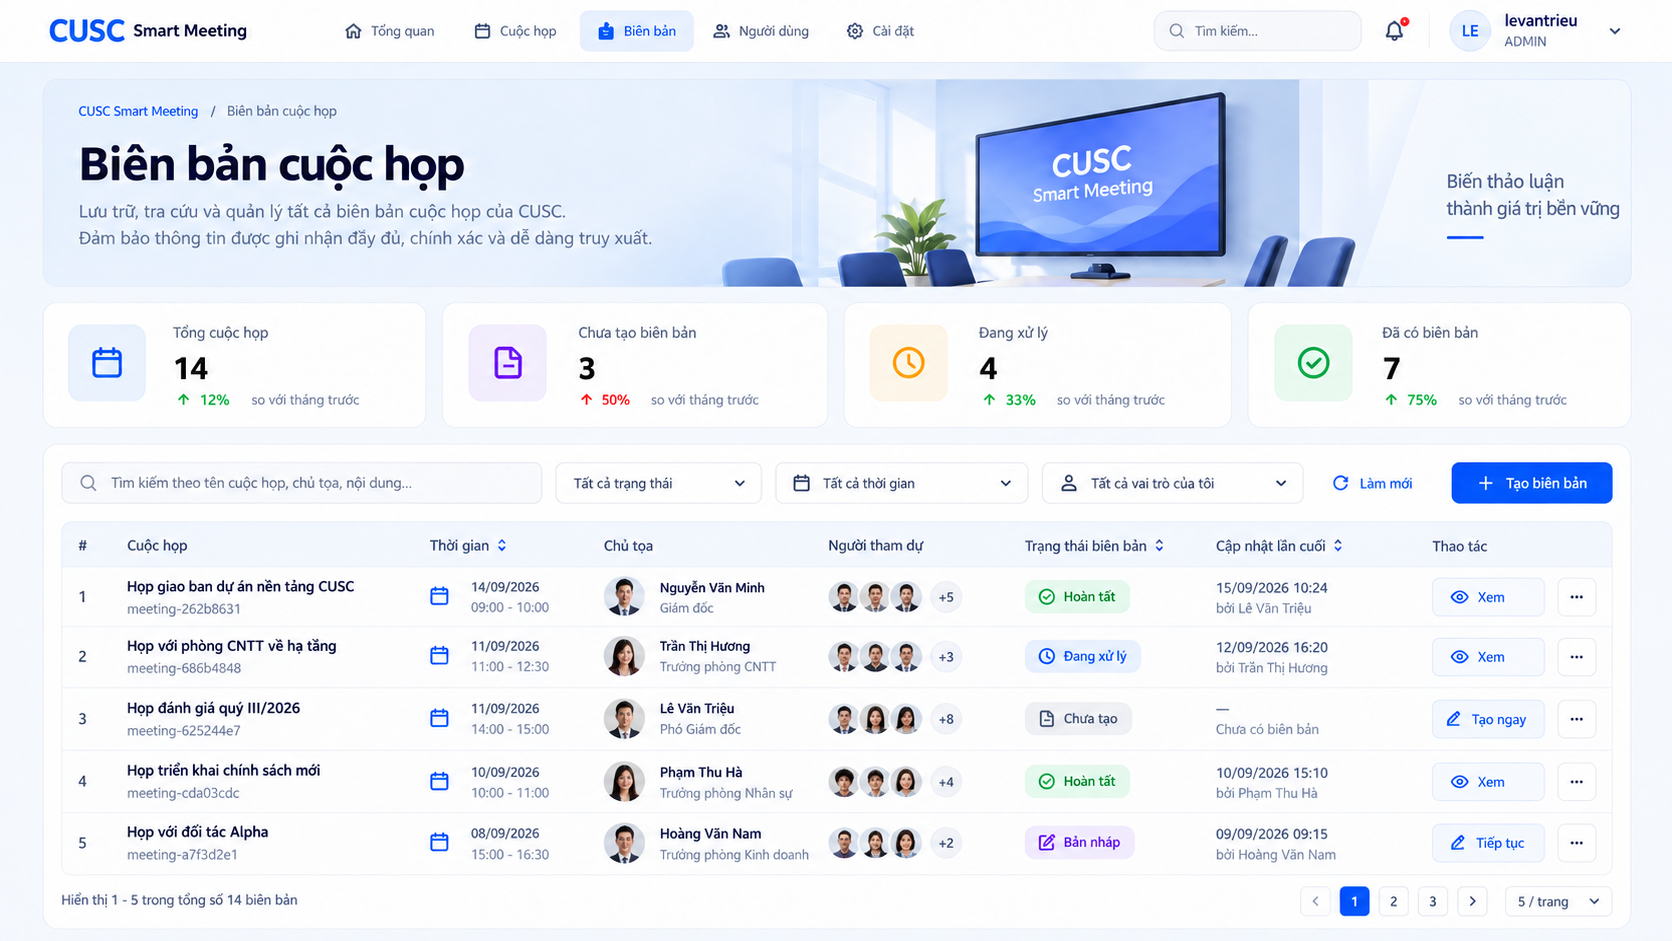 CUSC Smart Meeting
Tổng quan
Cuộc họp
Biên bản
Người dùng
Cài đặt
Tìm kiếm...
LE
levantrieu
ADMIN
CUSC Smart Meeting / Biên bản cuộc họp
Biên bản cuộc họp
Lưu trữ, tra cứu và quản lý tất cả biên bản cuộc họp của CUSC.
Đảm bảo thông tin được ghi nhận đầy đủ, chính xác và dễ dàng truy xuất.
CUSC
Smart Meeting
Biến thảo luận
thành giá trị bền vững
Tổng cuộc họp
14
12% so với tháng trước
Chưa tạo biên bản
3
50% so với tháng trước
Đang xử lý
4
33% so với tháng trước
Đã có biên bản
7
75% so với tháng trước
Tìm kiếm theo tên cuộc họp, chủ tọa, nội dung...
Tất cả trạng thái
Tất cả thời gian
Tất cả vai trò của tôi
Làm mới
+ Tạo biên bản
# Cuộc họp Thời gian Chủ tọa Người tham dự Trạng thái biên bản Cập nhật lần cuối Thao tác
1 Họp giao ban dự án nền tảng CUSC 14/09/2026 Nguyễn Văn Minh +5 Hoàn tất 15/09/2026 10:24 Xem ...
meeting-262b8631 09:00 - 10:00 Giám đốc bởi Lê Văn Triệu
2 Họp với phòng CNTT về hạ tầng 11/09/2026 Trần Thị Hương +3 Đang xử lý 12/09/2026 16:20 Xem ...
meeting-686b4848 11:00 - 12:30 Trưởng phòng CNTT bởi Trần Thị Hương
3 Họp đánh giá quý III/2026 11/09/2026 Lê Văn Triệu +8 Chưa tạo — Tạo ngay ...
meeting-625244e7 14:00 - 15:00 Phó Giám đốc Chưa có biên bản
4 Họp triển khai chính sách mới 10/09/2026 Phạm Thu Hà +4 Hoàn tất 10/09/2026 15:10 Xem ...
meeting-cda03cdc 10:00 - 11:00 Trưởng phòng Nhân sự bởi Phạm Thu Hà
5 Họp với đối tác Alpha 08/09/2026 Hoàng Văn Nam +2 Bản nháp 09/09/2026 09:15 Tiếp tục ...
meeting-a7f3d2e1 15:00 - 16:30 Trưởng phòng Kinh doanh bởi Hoàng Văn Nam
Hiển thị 1 - 5 trong tổng số 14 biên bản
< 1 2 3 > 5 / trang